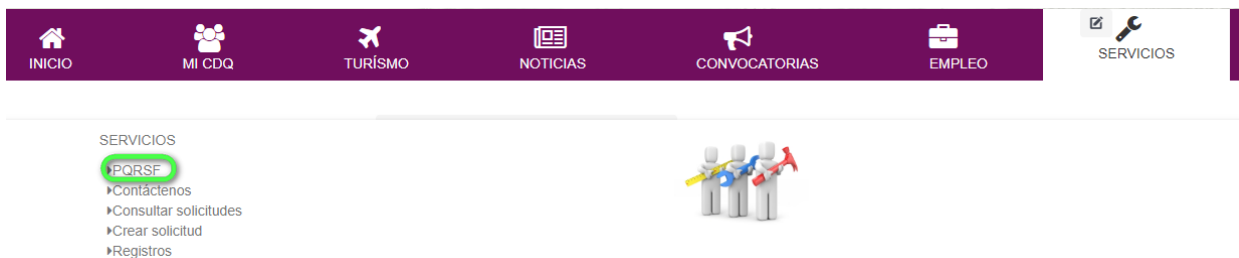 INICIO
MI CDQ
TURÍSMO
NOTICIAS
CONVOCATORIAS
EMPLEO
SERVICIOS
SERVICIOS
PQRSF
Contáctenos
Consultar solicitudes
Crear solicitud
Registros